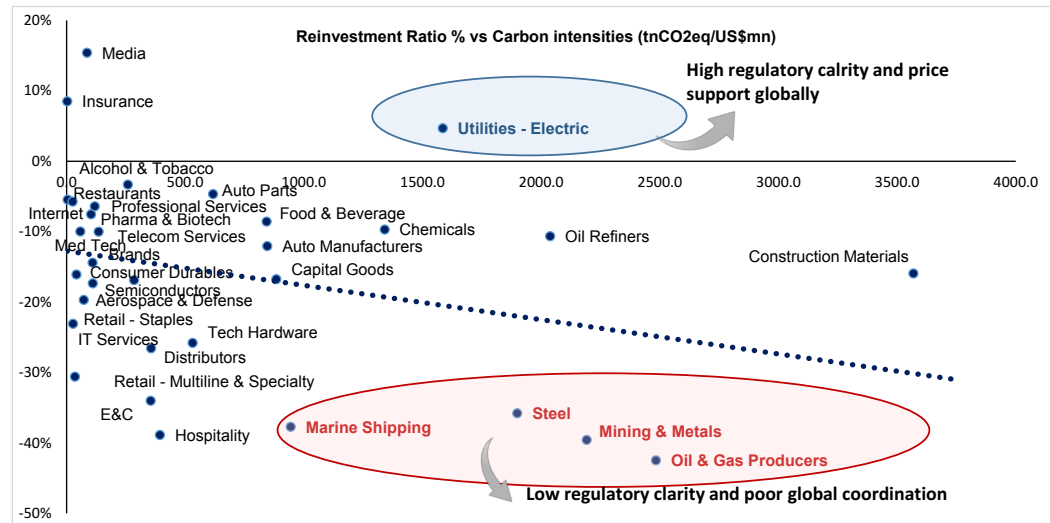 20%
Reinvestment Ratio % vs Carbon intensities (tnCO2eq/US$mn)
Media
High regulatory calrity and price
support globally
10%
Insurance
Utilities - Electric
0%
0.0 500.0 1000.0 1500.0 2000.0 2500.0 3000.0 3500.0 4000.0
Alcohol & Tobacco
Restaurants
Auto Parts
Professional Services
Internet
Pharma & Biotech
Food & Beverage
Chemicals
-10%
Telecom Services
Oil Refiners
Med Tech
Auto Manufacturers
Brands
Construction Materials
Consumer Durables
Capital Goods
Semiconductors
-20%
Aerospace & Defense
Retail - Staples
IT Services
Tech Hardware
Distributors
-30%
Retail - Multiline & Specialty
E&C
Marine Shipping
Steel
Hospitality
Mining & Metals
-40%
Oil & Gas Producers
Low regulatory clarity and poor global coordination
-50%